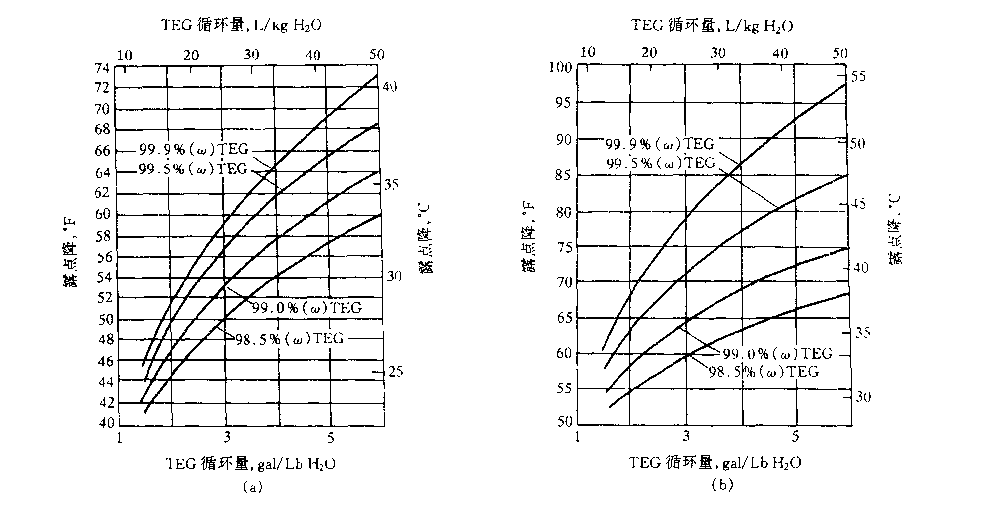 TEG 循环量, L/kg H₂O
10 20 30 40 50
74
72
70
68
66
64
62
60
58
56
54
52
50
48
46
44
42
40
露点降, °F
40
35
30
25
露点降, °C
99.9%(ω)TEG
99.5%(ω)TEG
99.0%(ω)TEG
98.5%(ω)TEG
1 3 5
TEG 循环量, gal/Lb H₂O
(a)
TEG 循环量, L/kg H₂O
10 20 30 40 50
100
95
90
85
80
75
70
65
60
55
50
露点降, °F
55
50
45
40
35
30
露点降, °C
99.9%(ω)TEG
99.5%(ω)TEG
99.0%(ω)TEG
98.5%(ω)TEG
1 3 5
TEG 循环量, gal/Lb H₂O
(b)